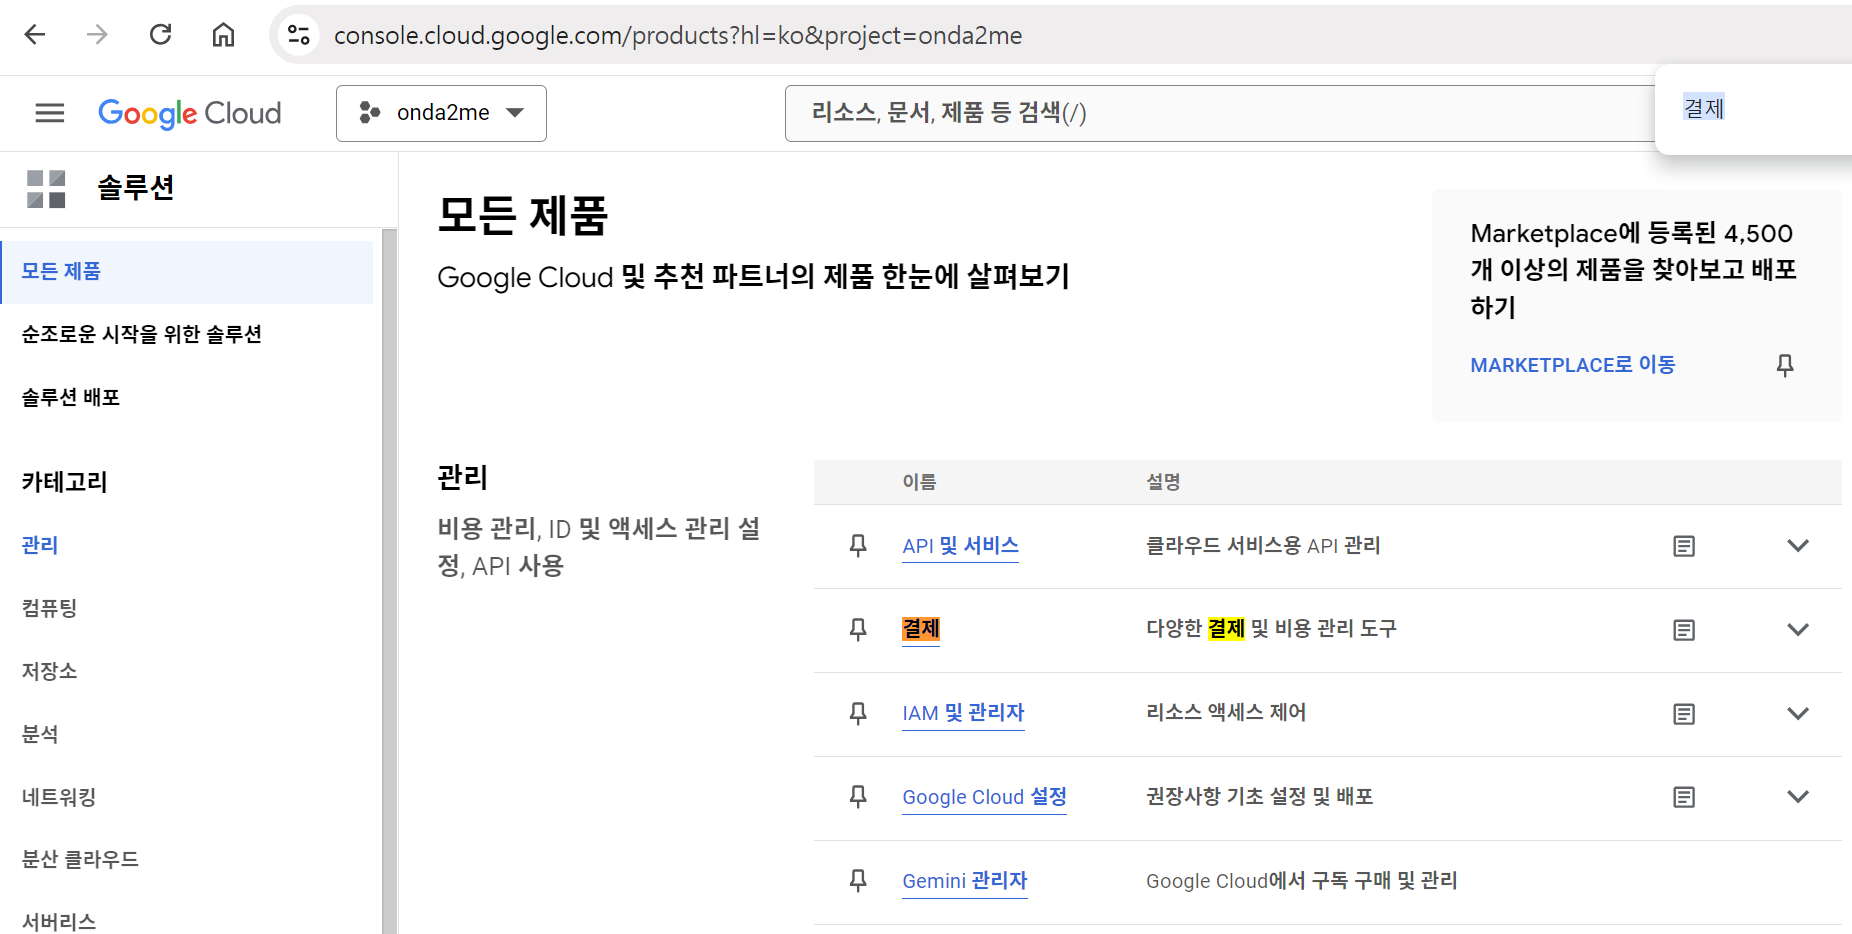 console.cloud.google.com/products?hl=ko&project=onda2me
Google Cloud
onda2me
리소스, 문서, 제품 등 검색(/)
결제
솔루션
모든 제품
순조로운 시작을 위한 솔루션
솔루션 배포
카테고리
관리
컴퓨팅
저장소
분석
네트워킹
분산 클라우드
서버리스
모든 제품
Google Cloud 및 추천 파트너의 제품 한눈에 살펴보기
Marketplace에 등록된 4,500
개 이상의 제품을 찾아보고 배포
하기
MARKETPLACE로 이동
관리
비용 관리, ID 및 액세스 관리 설
정, API 사용
이름 설명
API 및 서비스 클라우드 서비스용 API 관리
결제 다양한 결제 및 비용 관리 도구
IAM 및 관리자 리소스 액세스 제어
Google Cloud 설정 권장사항 기초 설정 및 배포
Gemini 관리자 Google Cloud에서 구독 구매 및 관리